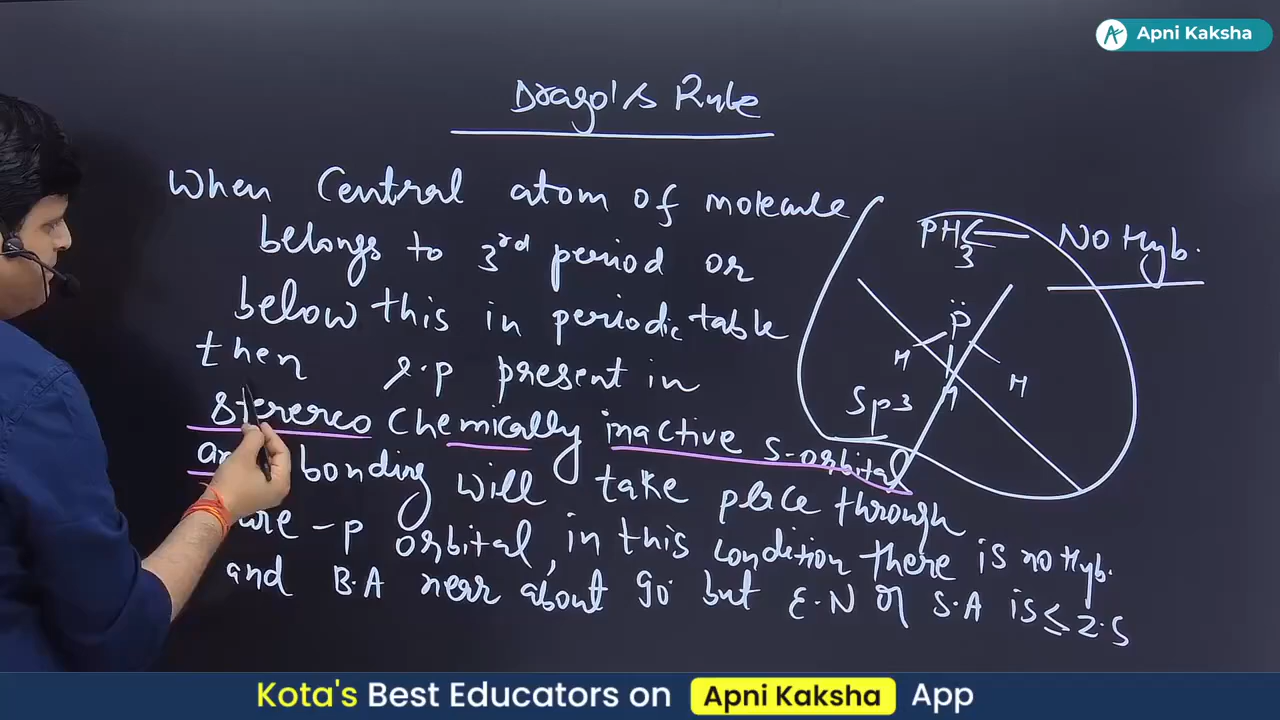 Apni Kaksha
Drago's Rule
When Central atom of molecule
belongs to 3rd period or
below this in periodic table
then l.p present in
stererco Chemically inactive s-orbital
and bonding will take place through
-p orbital, in this condition there is no Hyb.
and B.A near about 90° but E.N of S.A is ≤ 2.5
PH3 ← No Hyb.
P
H
H
H
Sp3
Kota's Best Educators on Apni Kaksha App